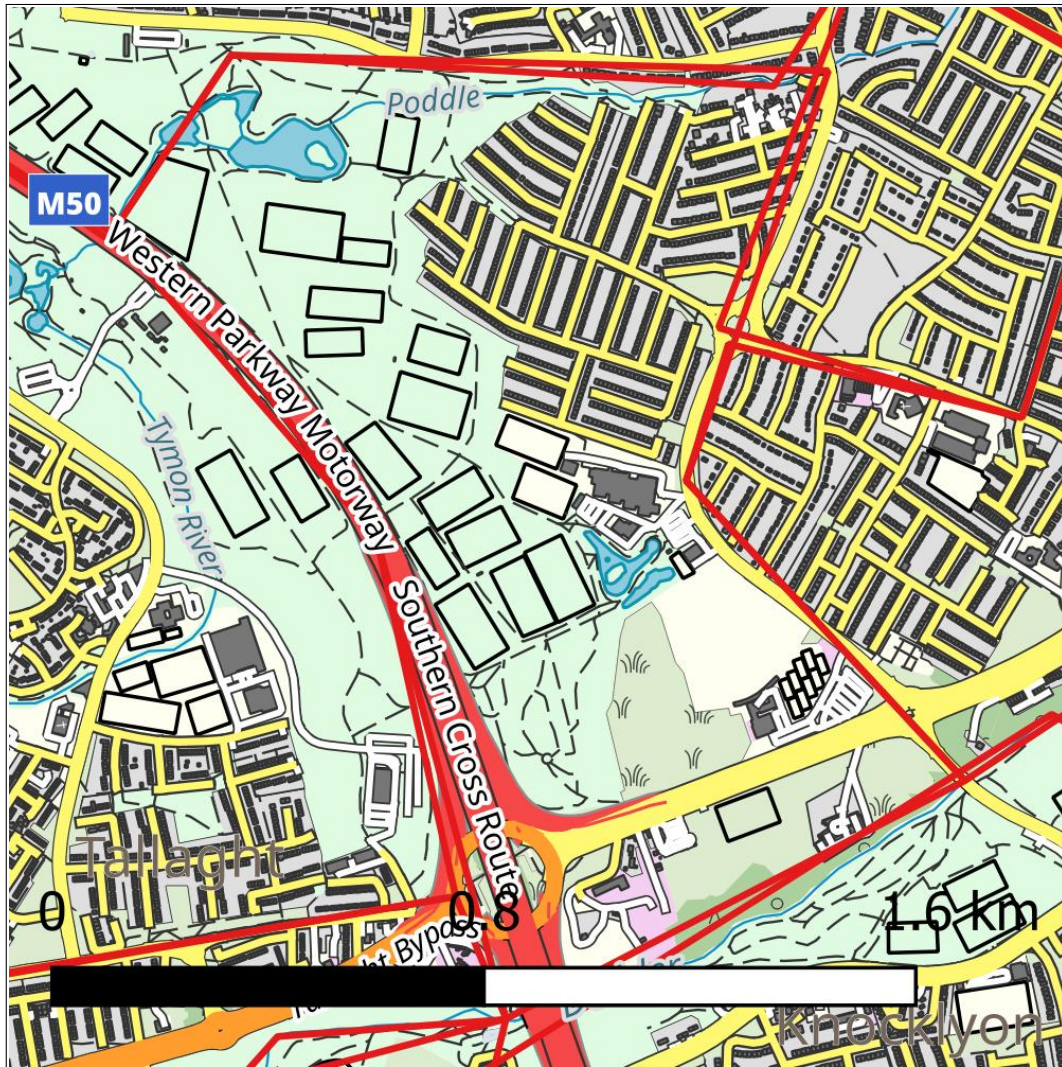 Poddle
M50
Western Parkway Motorway
Tymon-River
Southern Cross Route
Tallaght
0
0.8
1.6 km
Bypass
Knocklyon